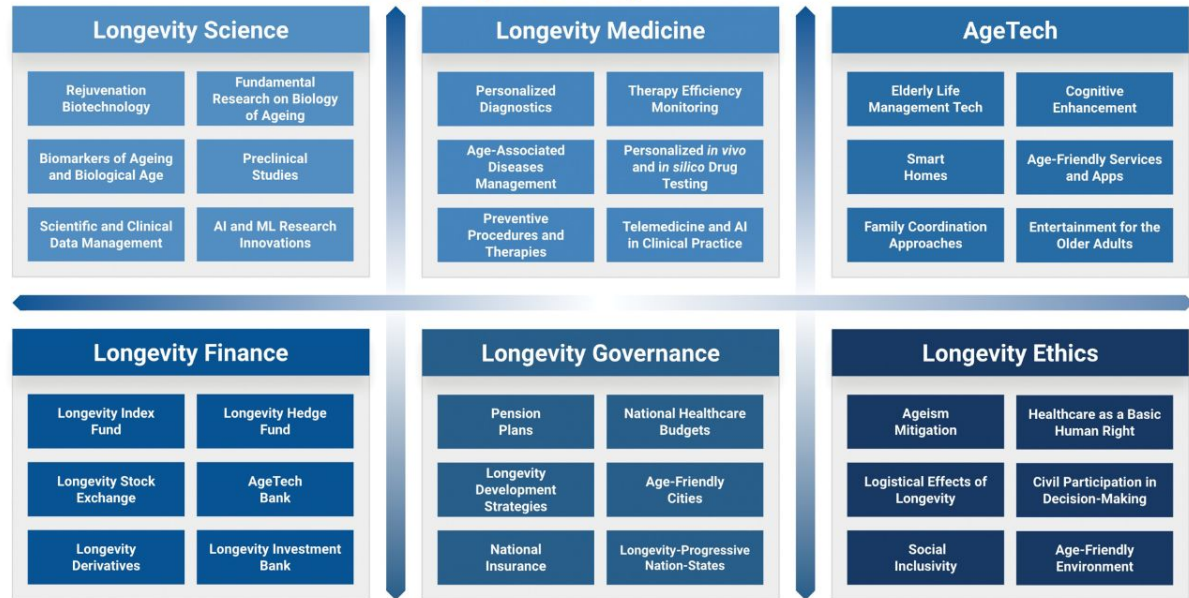 Longevity Science
Rejuvenation
Biotechnology
Fundamental
Research on Biology
of Ageing
Biomarkers of Ageing
and Biological Age
Preclinical
Studies
Scientific and Clinical
Data Management
AI and ML Research
Innovations
Longevity Medicine
Personalized
Diagnostics
Therapy Efficiency
Monitoring
Age-Associated
Diseases
Management
Personalized in vivo
and in silico Drug
Testing
Preventive
Procedures and
Therapies
Telemedicine and AI
in Clinical Practice
AgeTech
Elderly Life
Management Tech
Cognitive
Enhancement
Smart
Homes
Age-Friendly Services
and Apps
Family Coordination
Approaches
Entertainment for the
Older Adults
Longevity Finance
Longevity Index
Fund
Longevity Hedge
Fund
Longevity Stock
Exchange
AgeTech
Bank
Longevity
Derivatives
Longevity Investment
Bank
Longevity Governance
Pension
Plans
National Healthcare
Budgets
Longevity
Development
Strategies
Age-Friendly
Cities
National
Insurance
Longevity-Progressive
Nation-States
Longevity Ethics
Ageism
Mitigation
Healthcare as a Basic
Human Right
Logistical Effects of
Longevity
Civil Participation in
Decision-Making
Social
Inclusivity
Age-Friendly
Environment